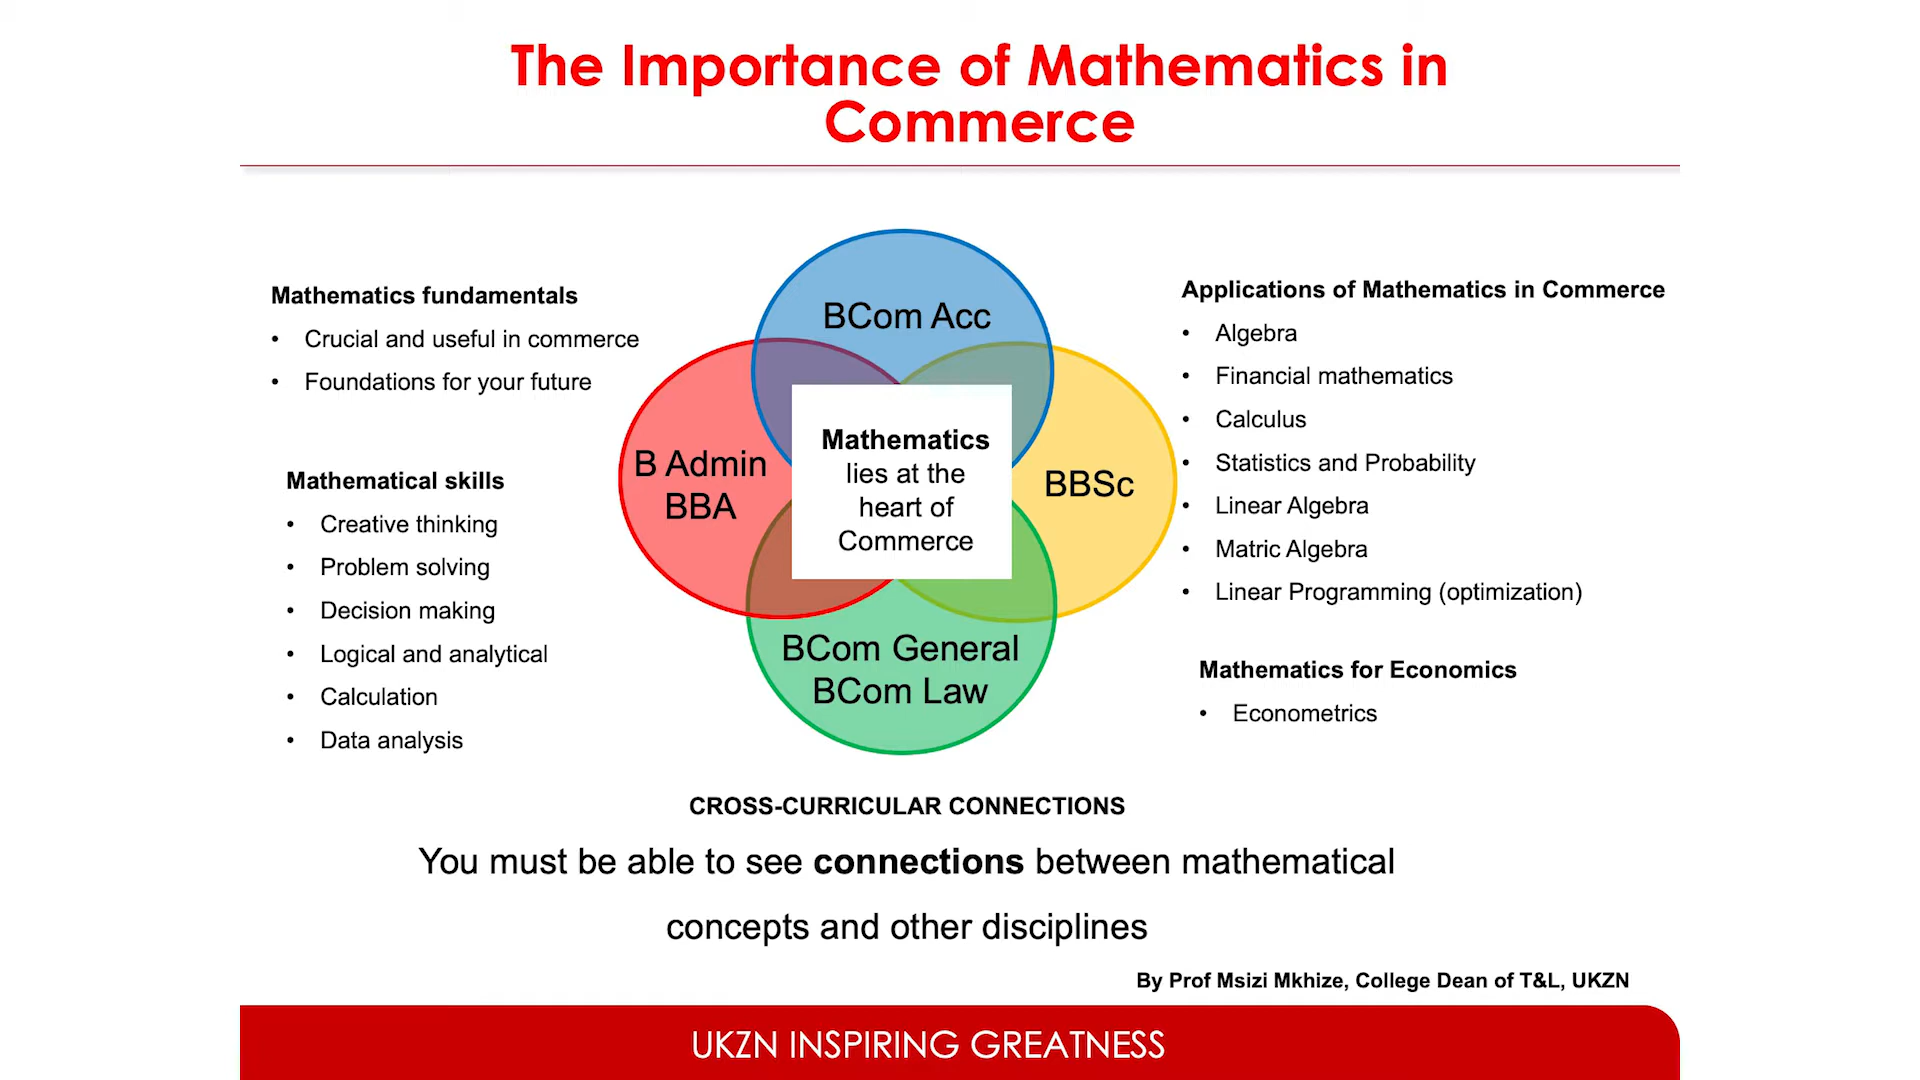 The Importance of Mathematics in
Commerce
Mathematics fundamentals
• Crucial and useful in commerce
• Foundations for your future
Mathematical skills
• Creative thinking
• Problem solving
• Decision making
• Logical and analytical
• Calculation
• Data analysis
BCom Acc
B Admin
BBA
Mathematics
lies at the
heart of
Commerce
BBSc
BCom General
BCom Law
Applications of Mathematics in Commerce
• Algebra
• Financial mathematics
• Calculus
• Statistics and Probability
• Linear Algebra
• Matric Algebra
• Linear Programming (optimization)
Mathematics for Economics
• Econometrics
CROSS-CURRICULAR CONNECTIONS
You must be able to see connections between mathematical
concepts and other disciplines
By Prof Msizi Mkhize, College Dean of T&L, UKZN
UKZN INSPIRING GREATNESS